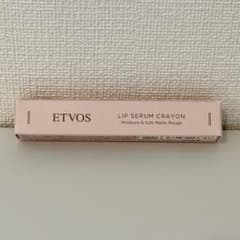 ETVOS
LIP SERUM CRAYON
Moisture & Soft Matte Rouge